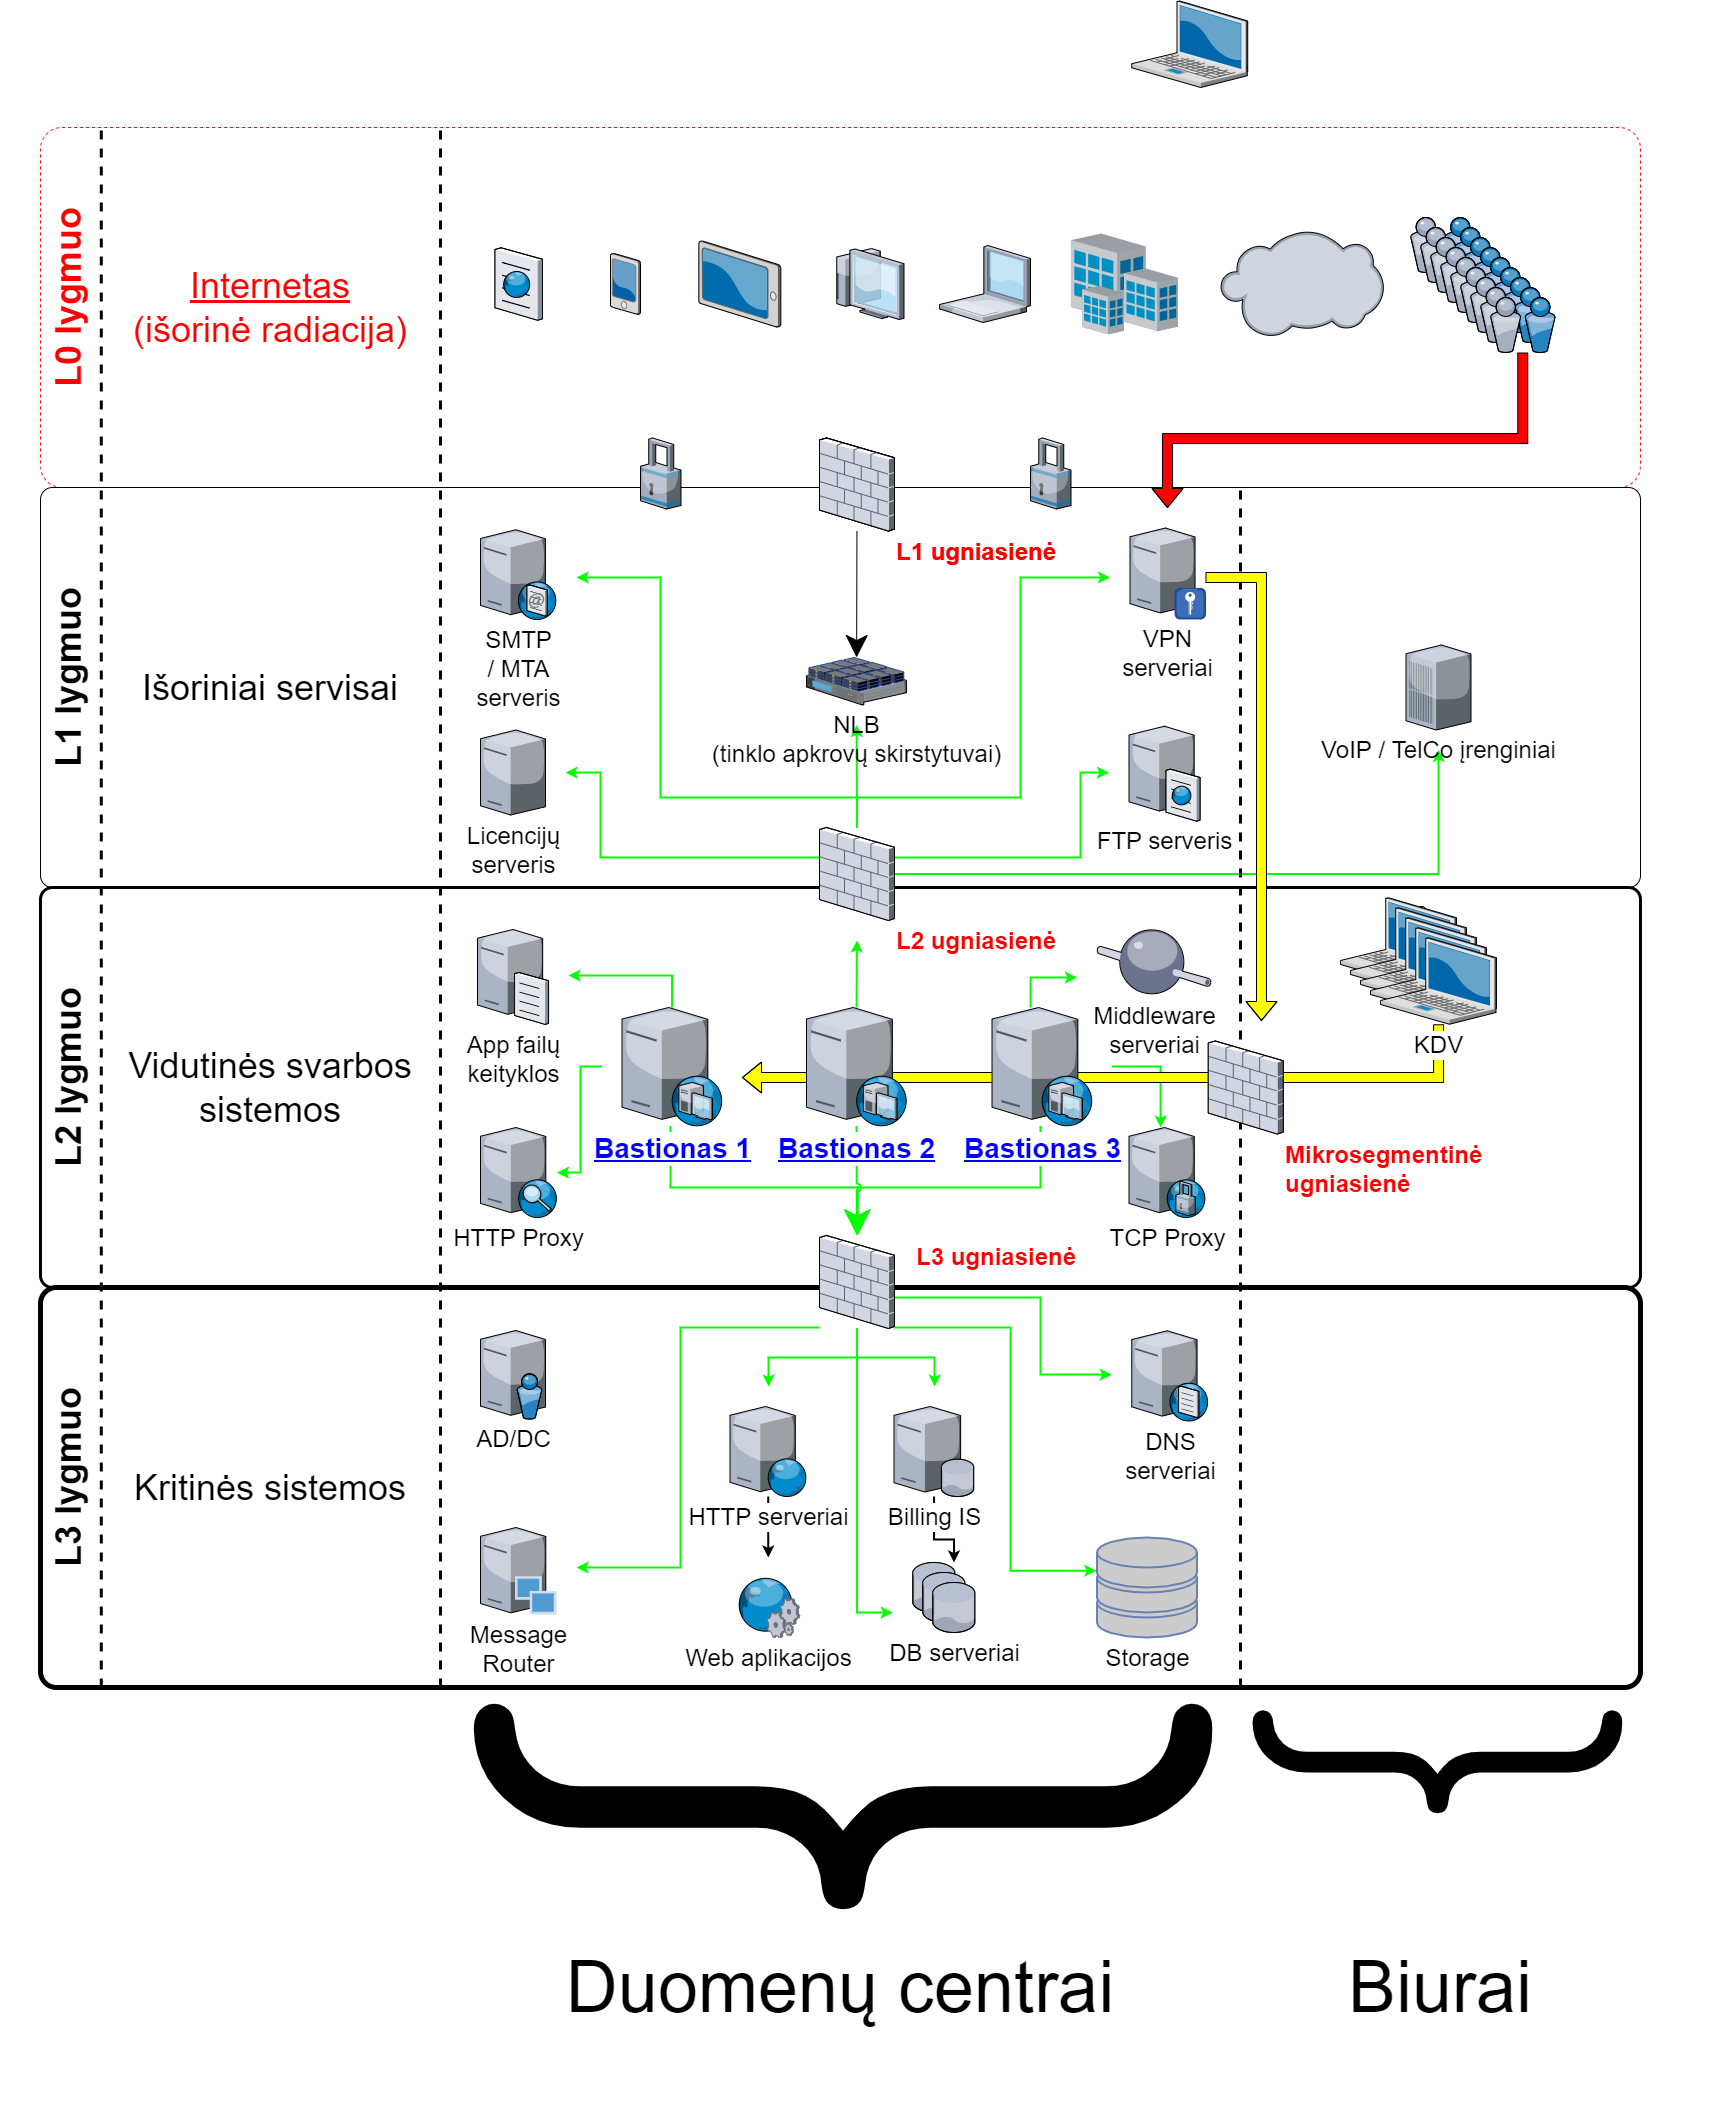 L0 lygmuo
Internetas
(išorinė radiacija)
L1 lygmuo
Išoriniai servisai
L1 ugniasienė
SMTP
/ MTA
serveris
VPN
serveriai
NLB
(tinklo apkrovų skirstytuvai)
VoIP / TelCo įrenginiai
Licencijų
serveris
FTP serveris
L2 lygmuo
Vidutinės svarbos
sistemos
L2 ugniasienė
App failų
keityklos
Middleware
serveriai
KDV
Bastionas 1
Bastionas 2
Bastionas 3
Mikrosegmentinė
ugniasienė
HTTP Proxy
TCP Proxy
L3 ugniasienė
L3 lygmuo
Kritinės sistemos
AD/DC
DNS
serveriai
HTTP serveriai
Billing IS
Message
Router
Web aplikacijos
DB serveriai
Storage
Duomenų centrai
Biurai